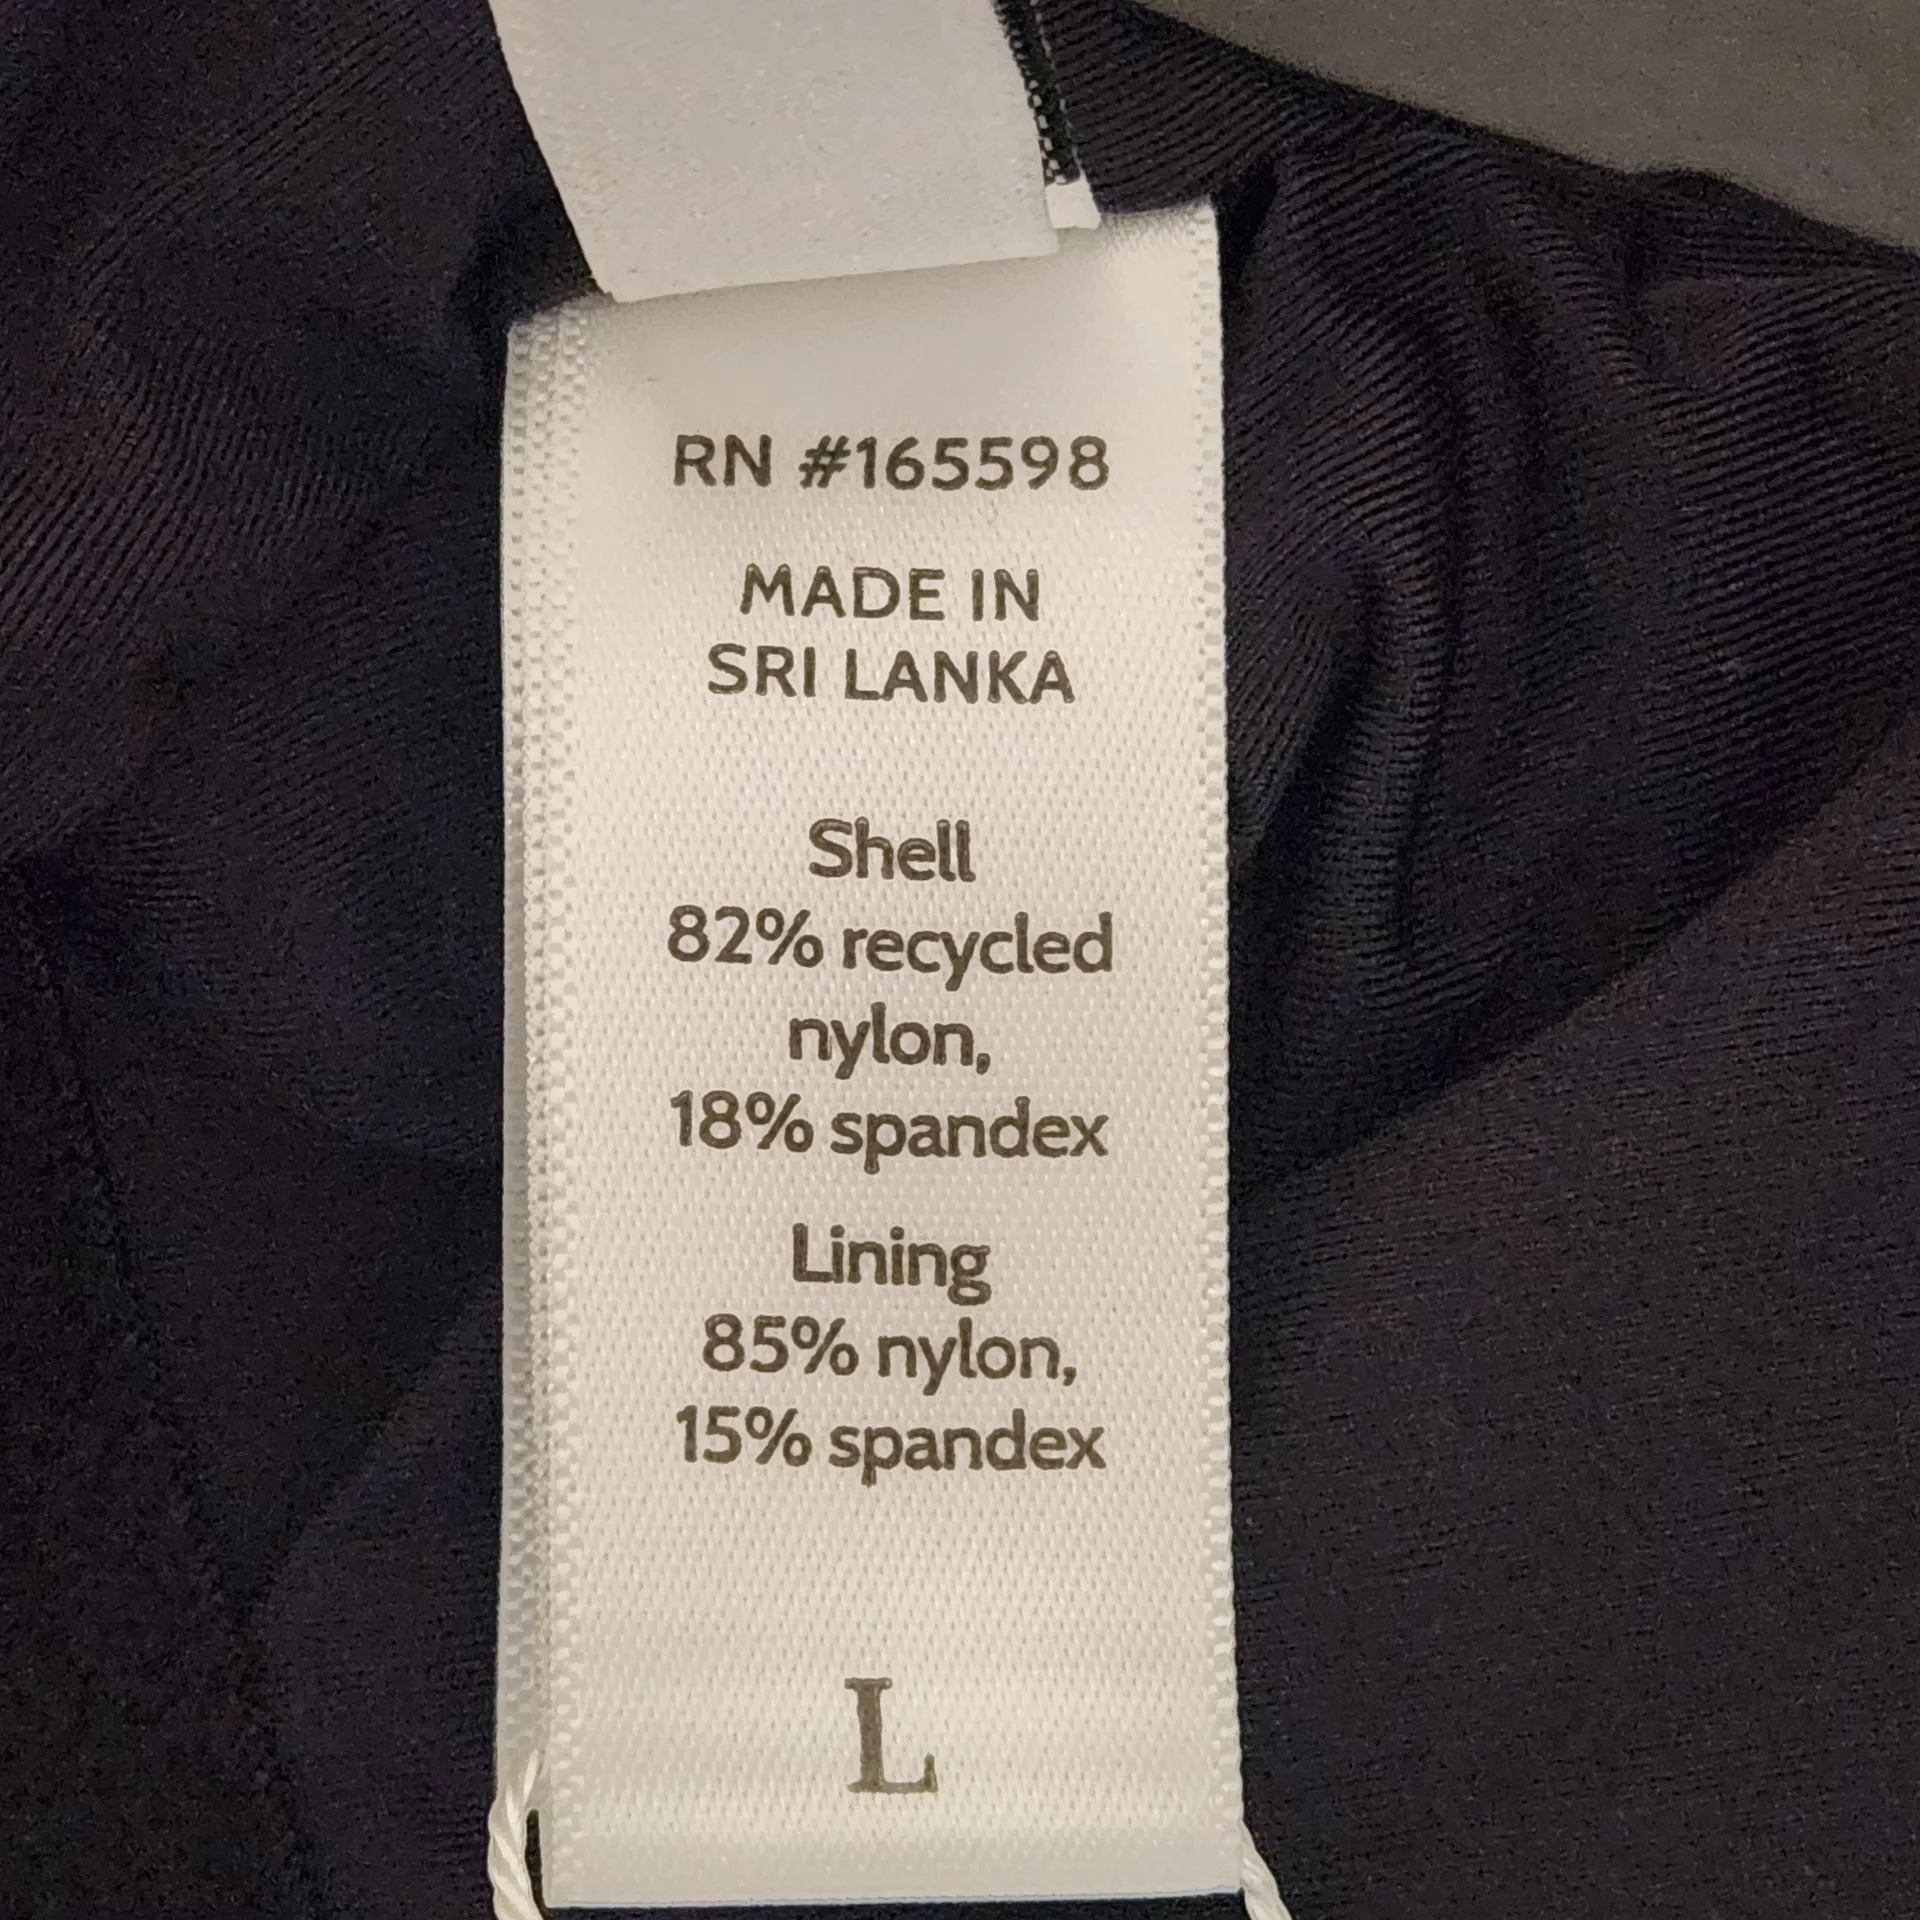 RN #165598
MADE IN
SRI LANKA
Shell
82% recycled
nylon,
18% spandex
Lining
85% nylon,
15% spandex
L